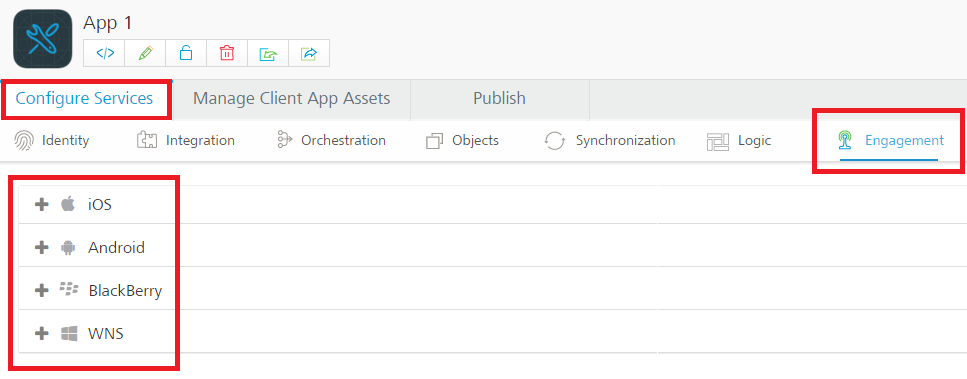 App 1
</>
Configure Services Manage Client App Assets Publish
Identity Integration Orchestration Objects Synchronization Logic Engagement
iOS
Android
BlackBerry
WNS